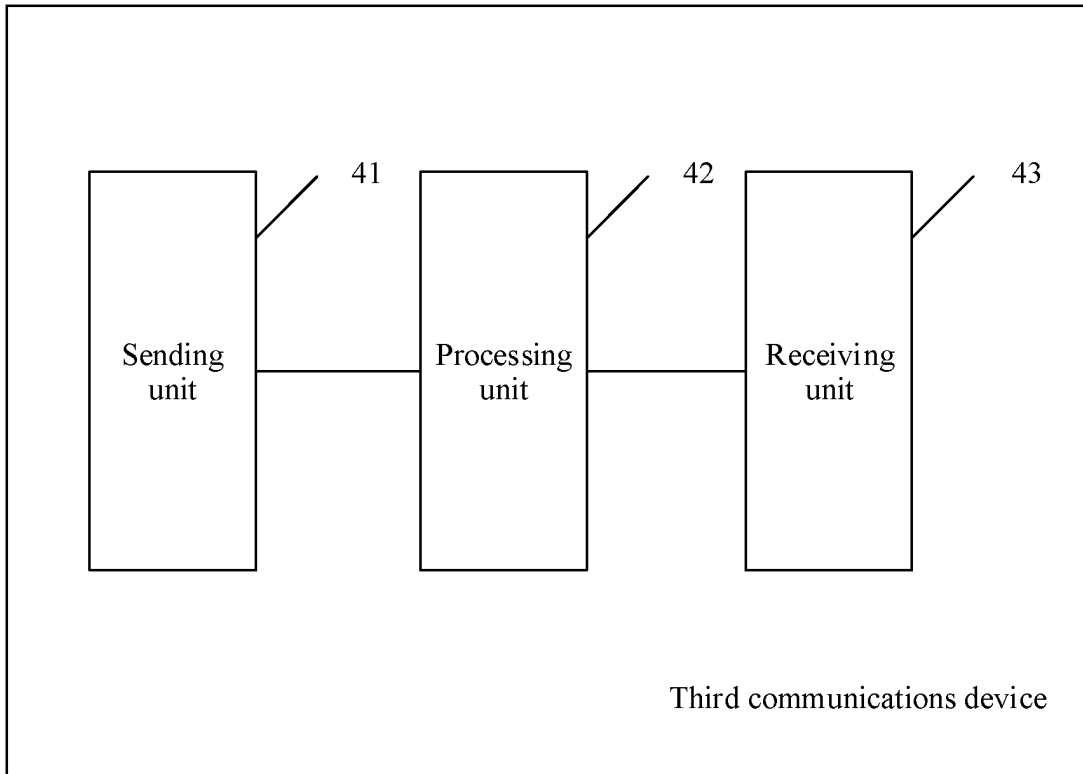 41
42
43
Sending
unit
Processing
unit
Receiving
unit
Third communications device